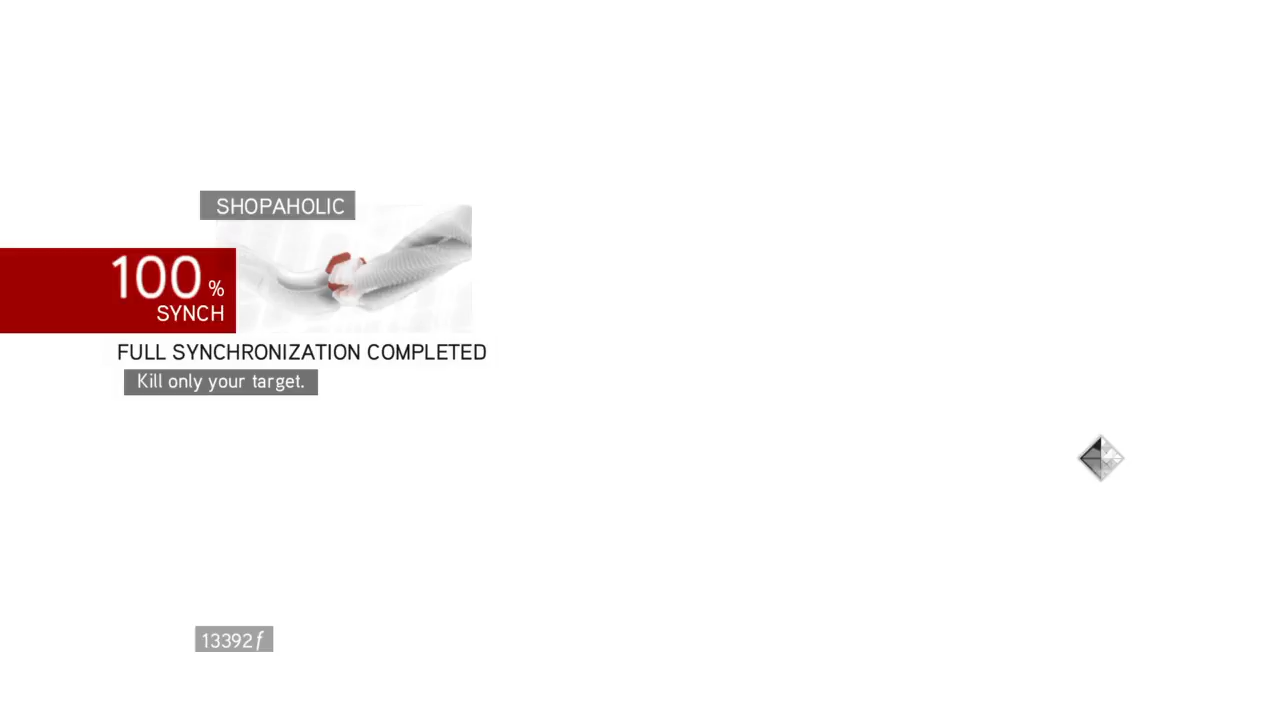 SHOPAHOLIC
100 %
SYNCH
FULL SYNCHRONIZATION COMPLETED
Kill only your target.
13392ƒ